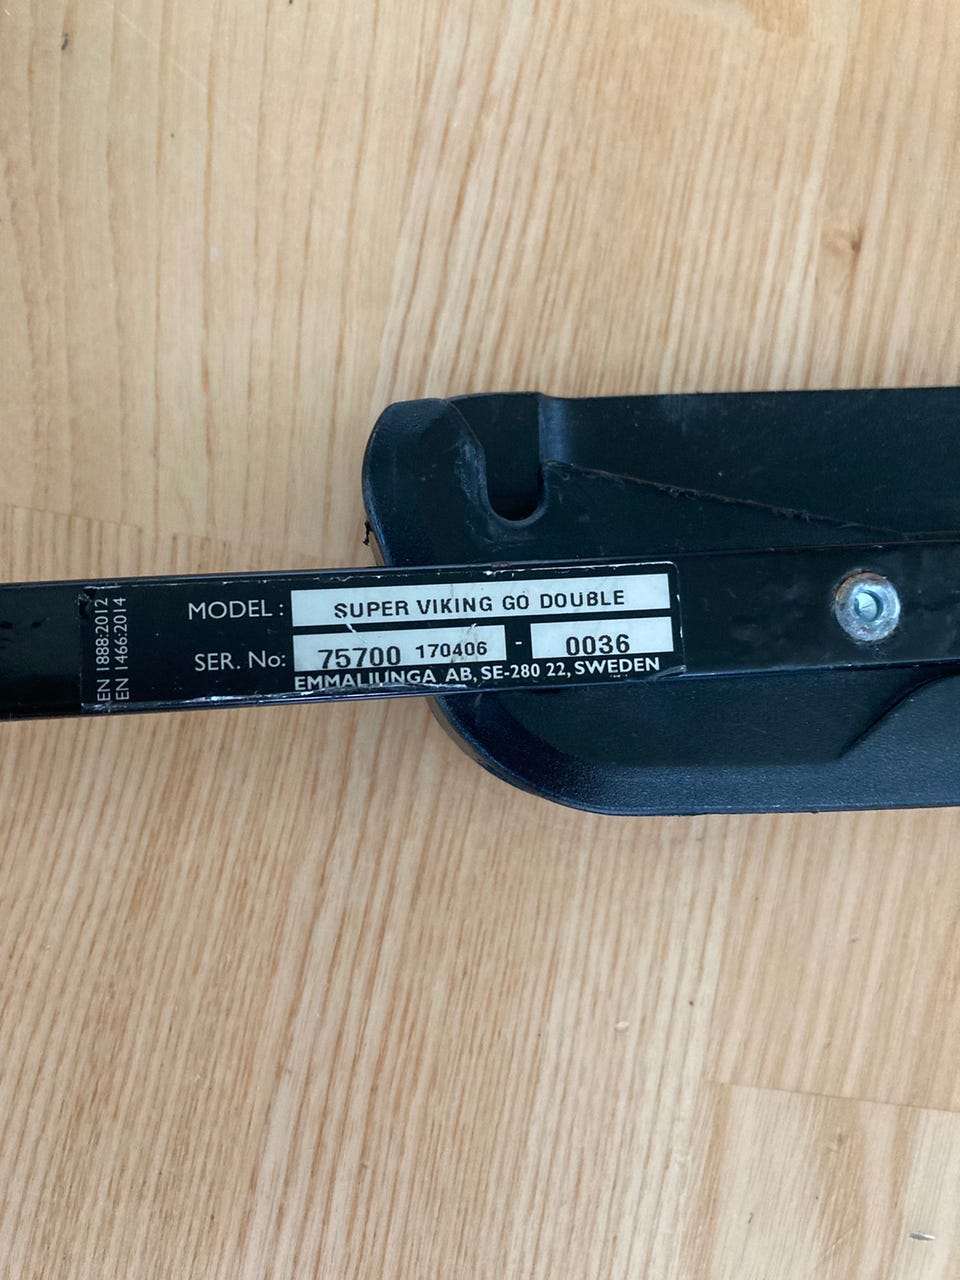 MODEL : SUPER VIKING GO DOUBLE
SER. No: 75700 170406 - 0036
EMMALJUNGA AB, SE-280 22, SWEDEN
EN 1888:2012
EN 1466:2014